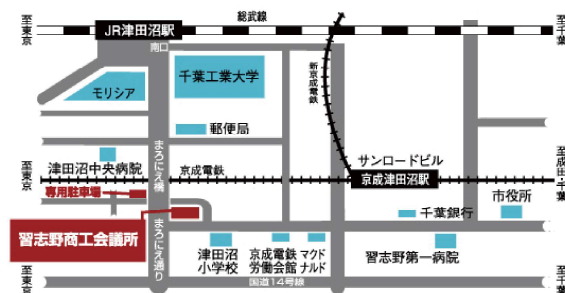 至東京
総武線
至千葉
JR津田沼駅
南口
新京成電鉄
モリシア
千葉工業大学
郵便局
津田沼中央病院
まろにえ橋
京成電鉄
サンロードビル
至東京
京成津田沼駅
至成田・千葉
専用駐車場
市役所
千葉銀行
習志野商工会議所
まろにえ通り
津田沼
小学校
京成電鉄
労働会館
マクド
ナルド
習志野第一病院
国道14号線
至東京
至千葉